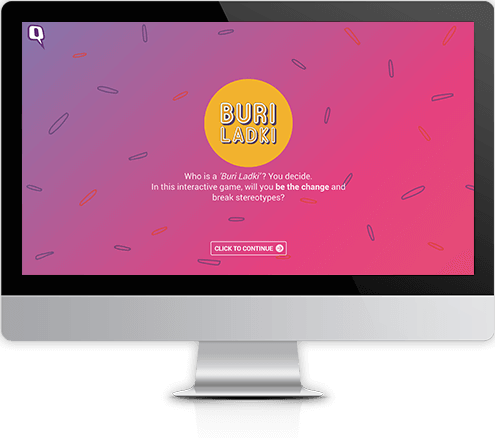 Q
BURI
LADKI
Who is a 'Buri Ladki'? You decide.
In this interactive game, will you be the change and
break stereotypes?
CLICK TO CONTINUE